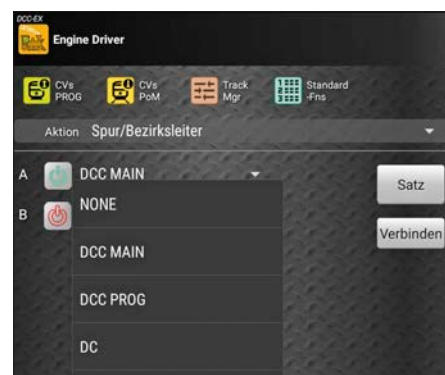 DCC-EX
Engine Driver
CVs PROG
CVs PoM
Track Mgr
Standard -Fns
Aktion Spur/Bezirksleiter
A DCC MAIN
Satz
NONE
B
Verbinden
DCC MAIN
DCC PROG
DC